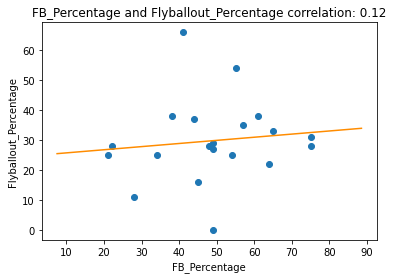 FB_Percentage and Flyballout_Percentage correlation: 0.12
Flyballout_Percentage
60
50
40
30
20
10
0
10 20 30 40 50 60 70 80 90
FB_Percentage